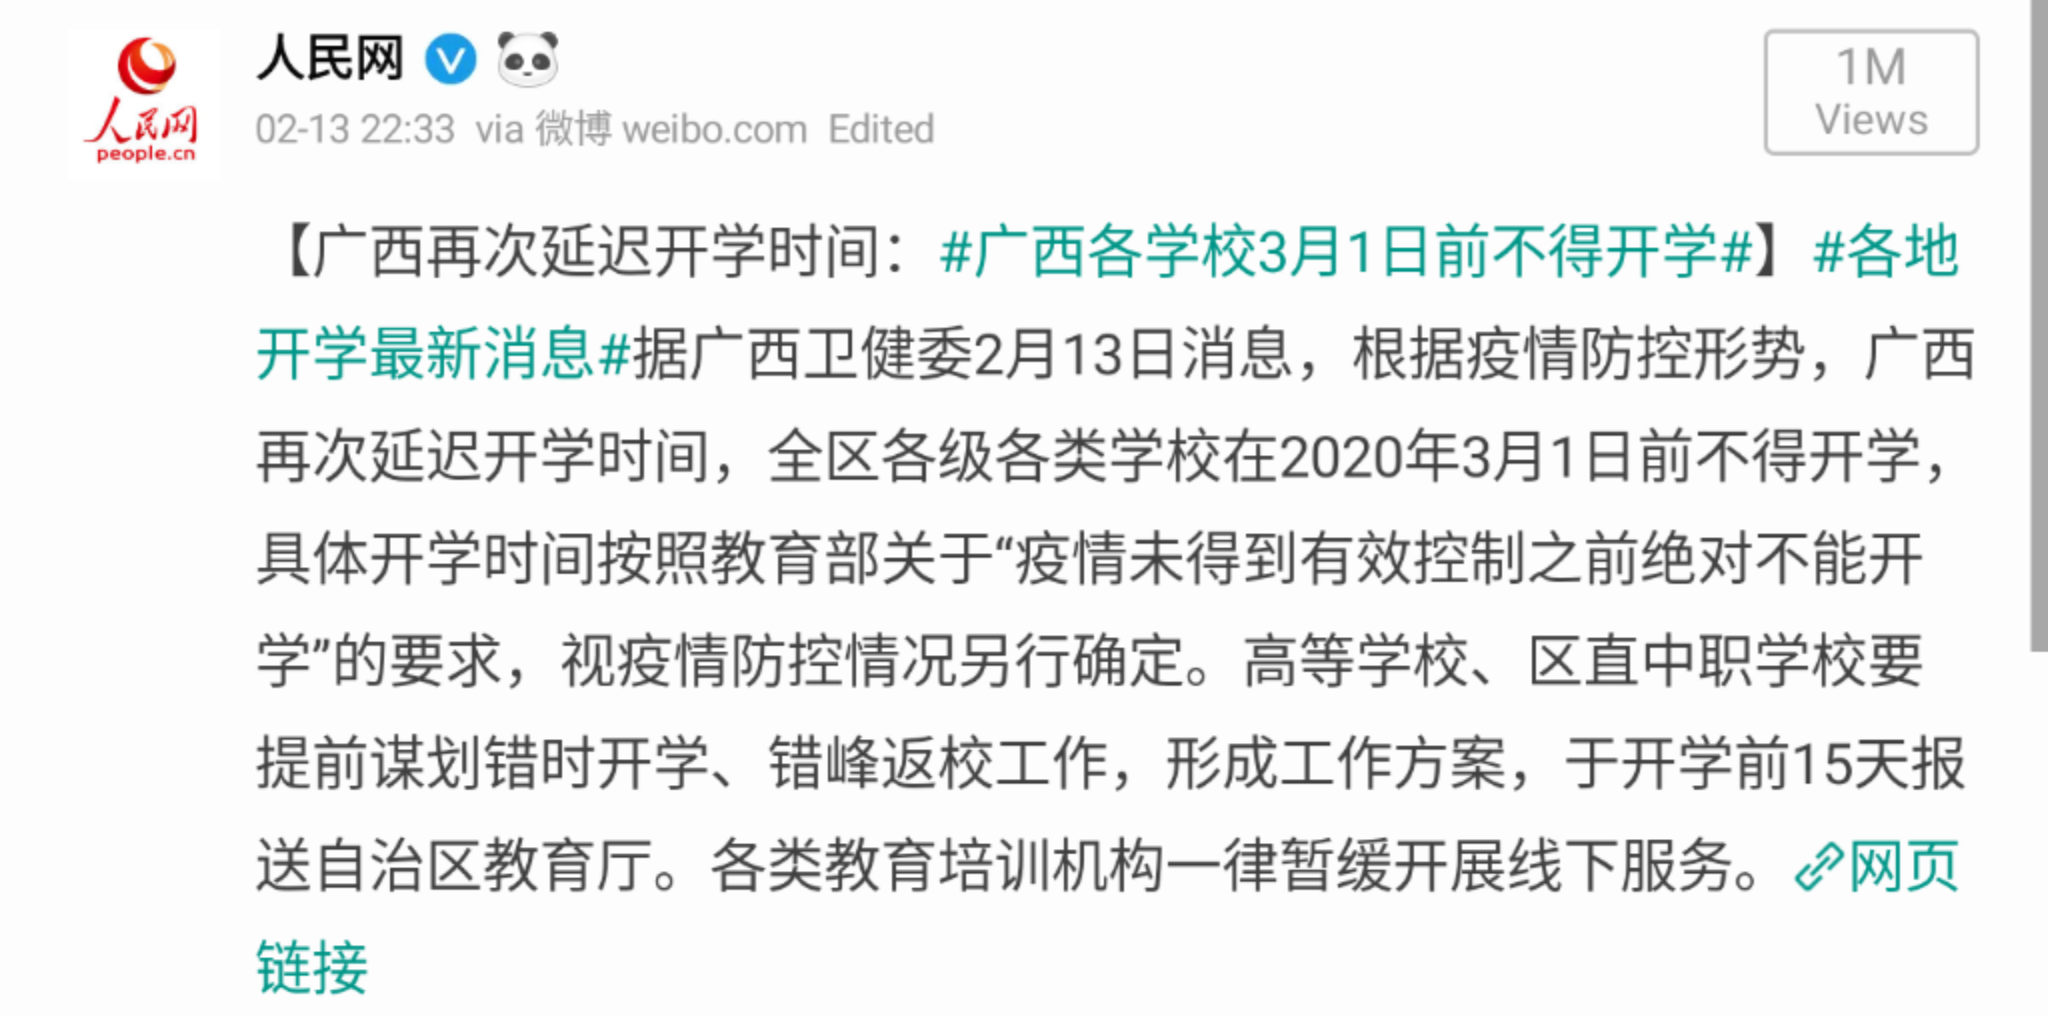 人民网
people.cn
人民网
02-13 22:33 via 微博 weibo.com Edited
1M
Views
【广西再次延迟开学时间：#广西各学校3月1日前不得开学#】#各地
开学最新消息#据广西卫健委2月13日消息，根据疫情防控形势，广西
再次延迟开学时间，全区各级各类学校在2020年3月1日前不得开学，
具体开学时间按照教育部关于“疫情未得到有效控制之前绝对不能开
学”的要求，视疫情防控情况另行确定。高等学校、区直中职学校要
提前谋划错时开学、错峰返校工作，形成工作方案，于开学前15天报
送自治区教育厅。各类教育培训机构一律暂缓开展线下服务。网页
链接